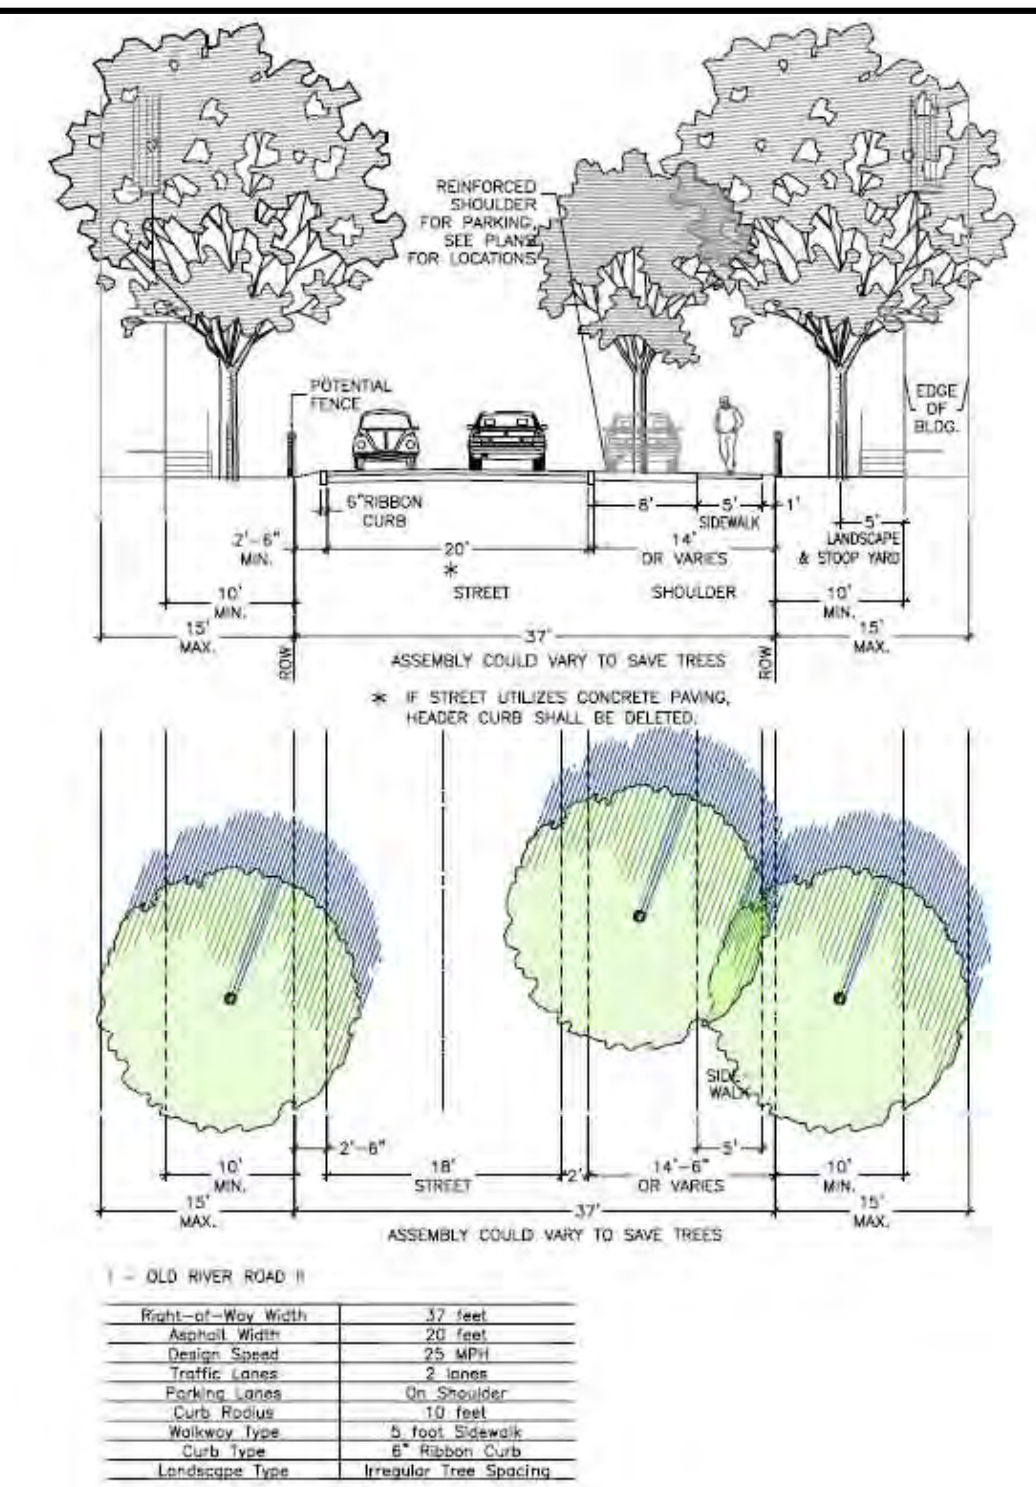 REINFORCED
SHOULDER
FOR PARKING,
SEE PLANS
FOR LOCATIONS
POTENTIAL
FENCE
EDGE
OF
BLDG.
6"RIBBON
CURB
8'
5'
1'
SIDEWALK
5'
LANDSCAPE
& STOOP YARD
2'-6"
MIN.
20'
*
STREET
14'
OR VARIES
SHOULDER
10'
MIN.
10'
MIN.
15'
MAX.
37'
15'
MAX.
ROW
ASSEMBLY COULD VARY TO SAVE TREES
ROW
* IF STREET UTILIZES CONCRETE PAVING,
HEADER CURB SHALL BE DELETED.
SIDE-
WALK
2'-6"
5'
10'
MIN.
18'
STREET
2'
14'-6"
OR VARIES
10'
MIN.
15'
MAX.
37'
15'
MAX.
ASSEMBLY COULD VARY TO SAVE TREES
I - OLD RIVER ROAD II
Right-of-Way Width 37 feet
Asphalt Width 20 feet
Design Speed 25 MPH
Traffic Lanes 2 lanes
Parking Lanes On Shoulder
Curb Radius 10 feet
Walkway Type 5 foot Sidewalk
Curb Type 6" Ribbon Curb
Landscape Type Irregular Tree Spacing